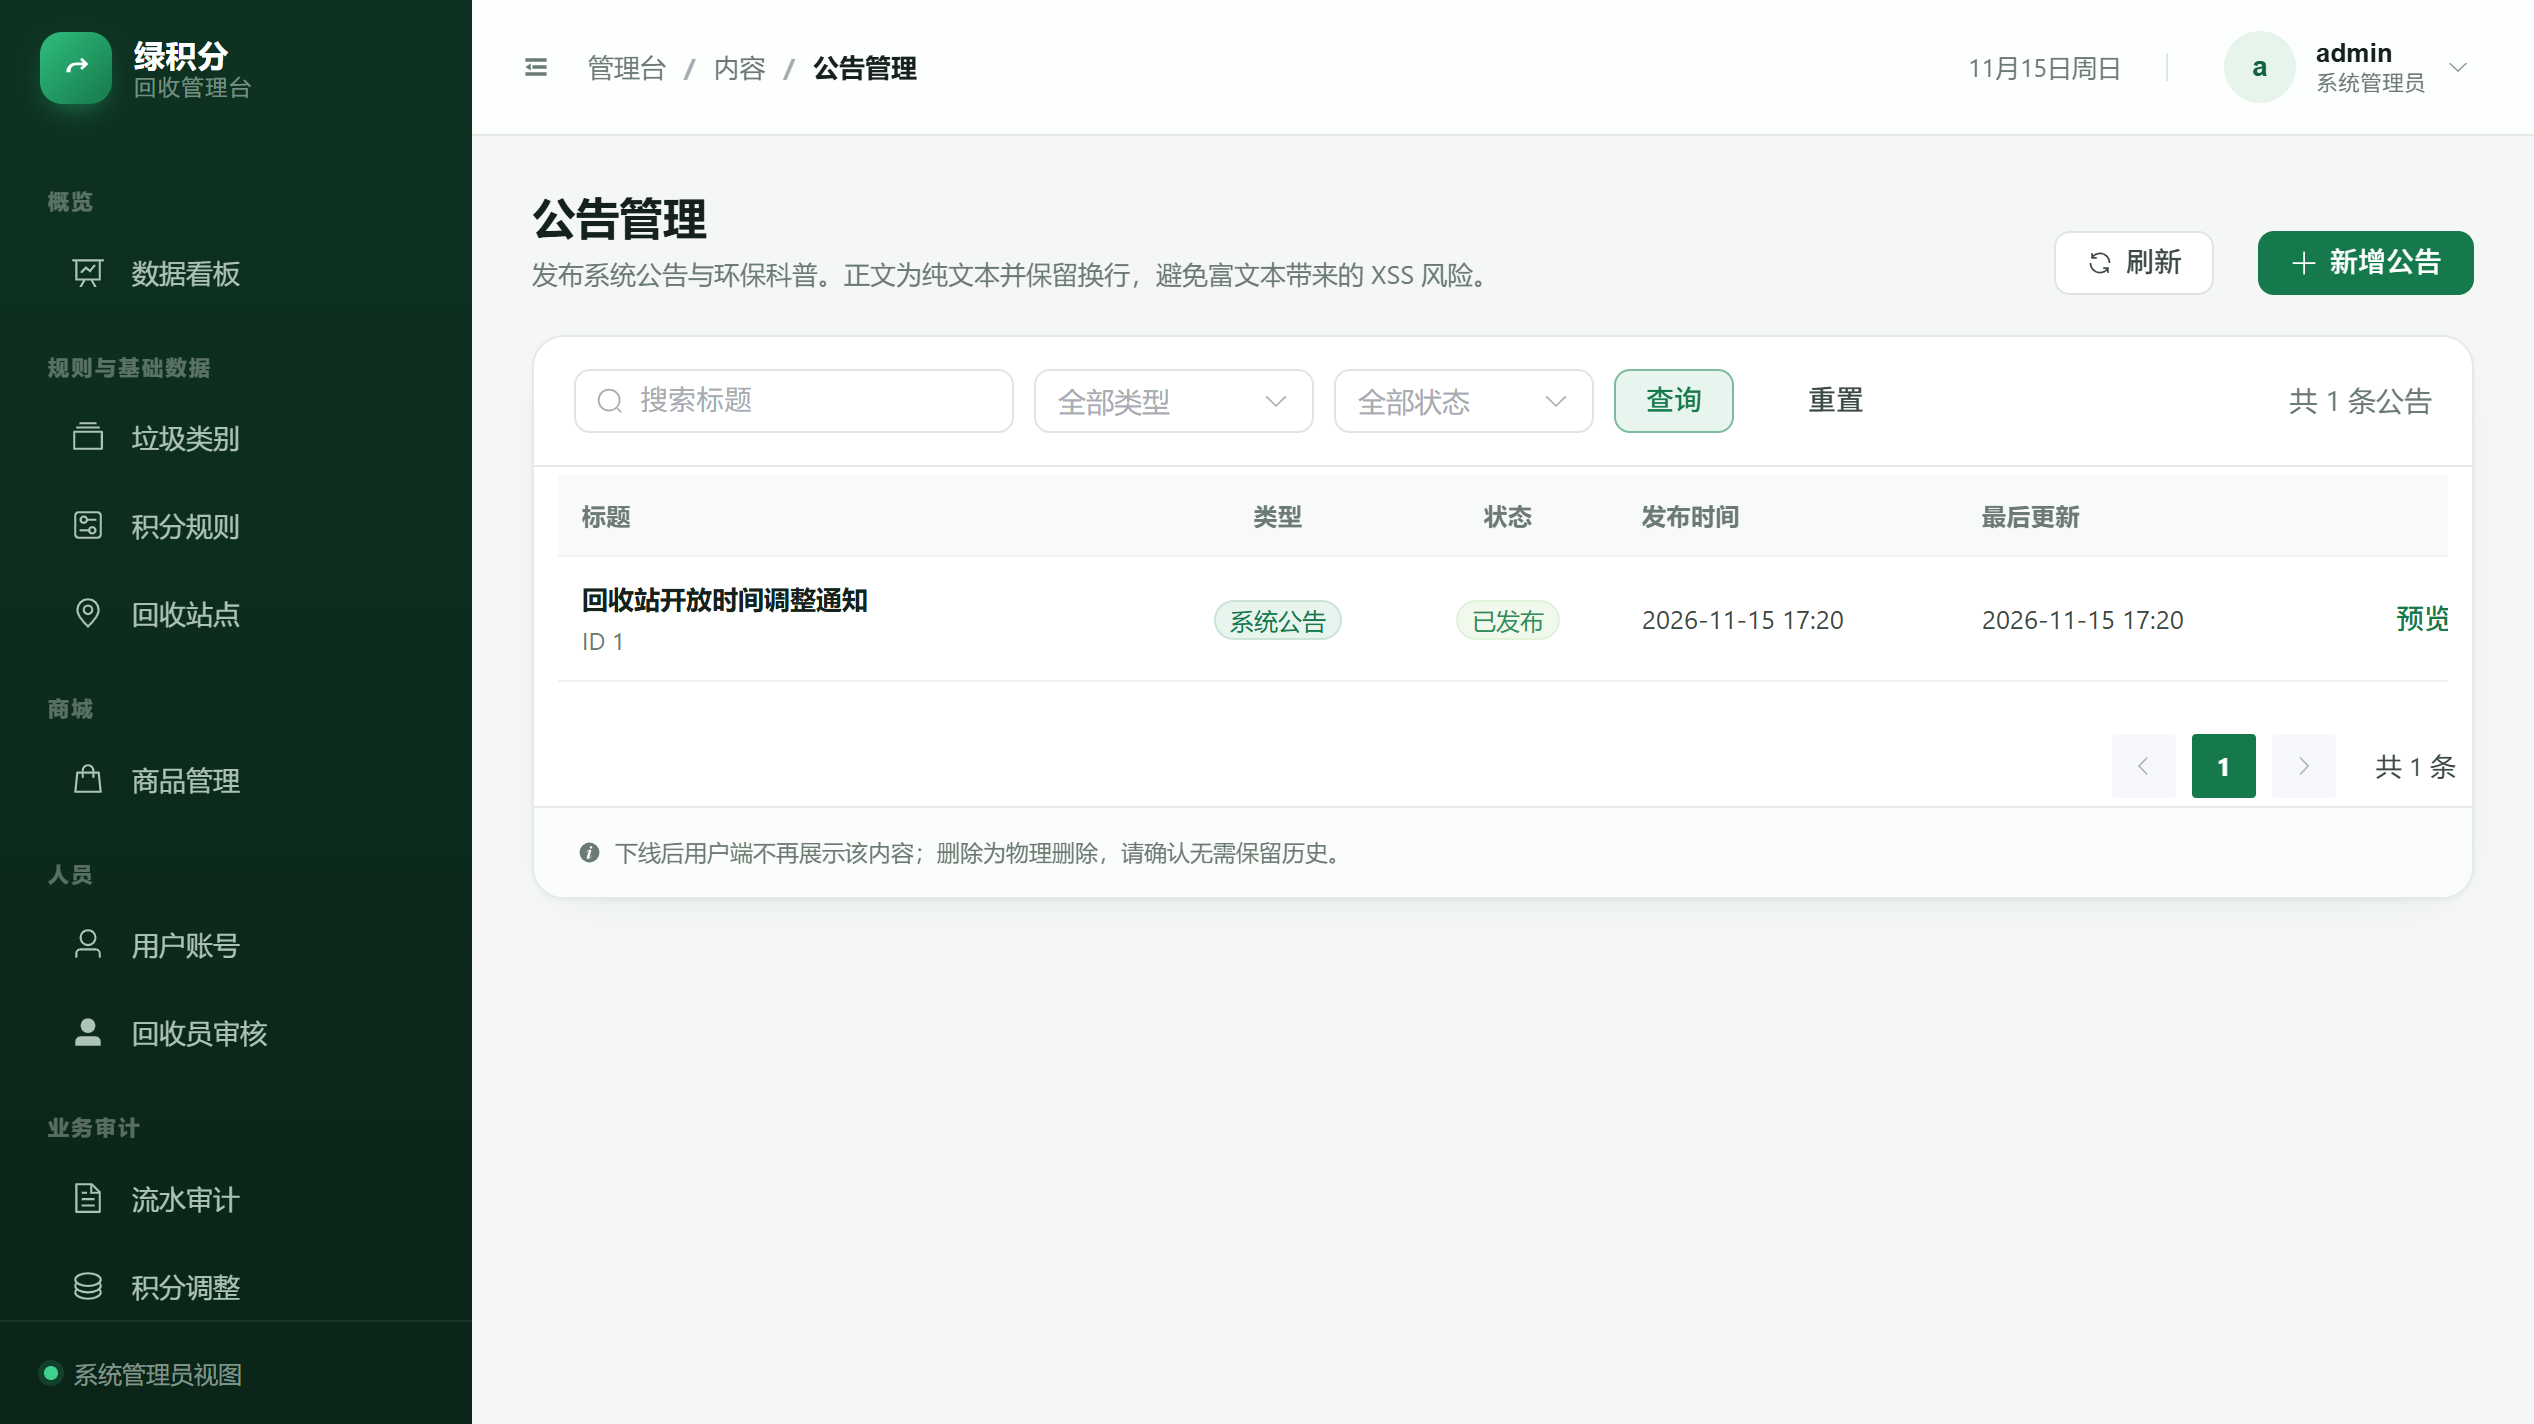 绿积分
回收管理台
概览
数据看板
规则与基础数据
垃圾类别
积分规则
回收站点
商城
商品管理
人员
用户账号
回收员审核
业务审计
流水审计
积分调整
系统管理员视图
管理台 / 内容 / 公告管理
11月15日周日
a
admin
系统管理员
公告管理
发布系统公告与环保科普。正文为纯文本并保留换行，避免富文本带来的 XSS 风险。
刷新
新增公告
搜索标题
全部类型
全部状态
查询
重置
共 1 条公告
标题 类型 状态 发布时间 最后更新
回收站开放时间调整通知
ID 1
系统公告
已发布
2026-11-15 17:20
2026-11-15 17:20
预览
1
共 1 条
下线后用户端不再展示该内容；删除为物理删除，请确认无需保留历史。